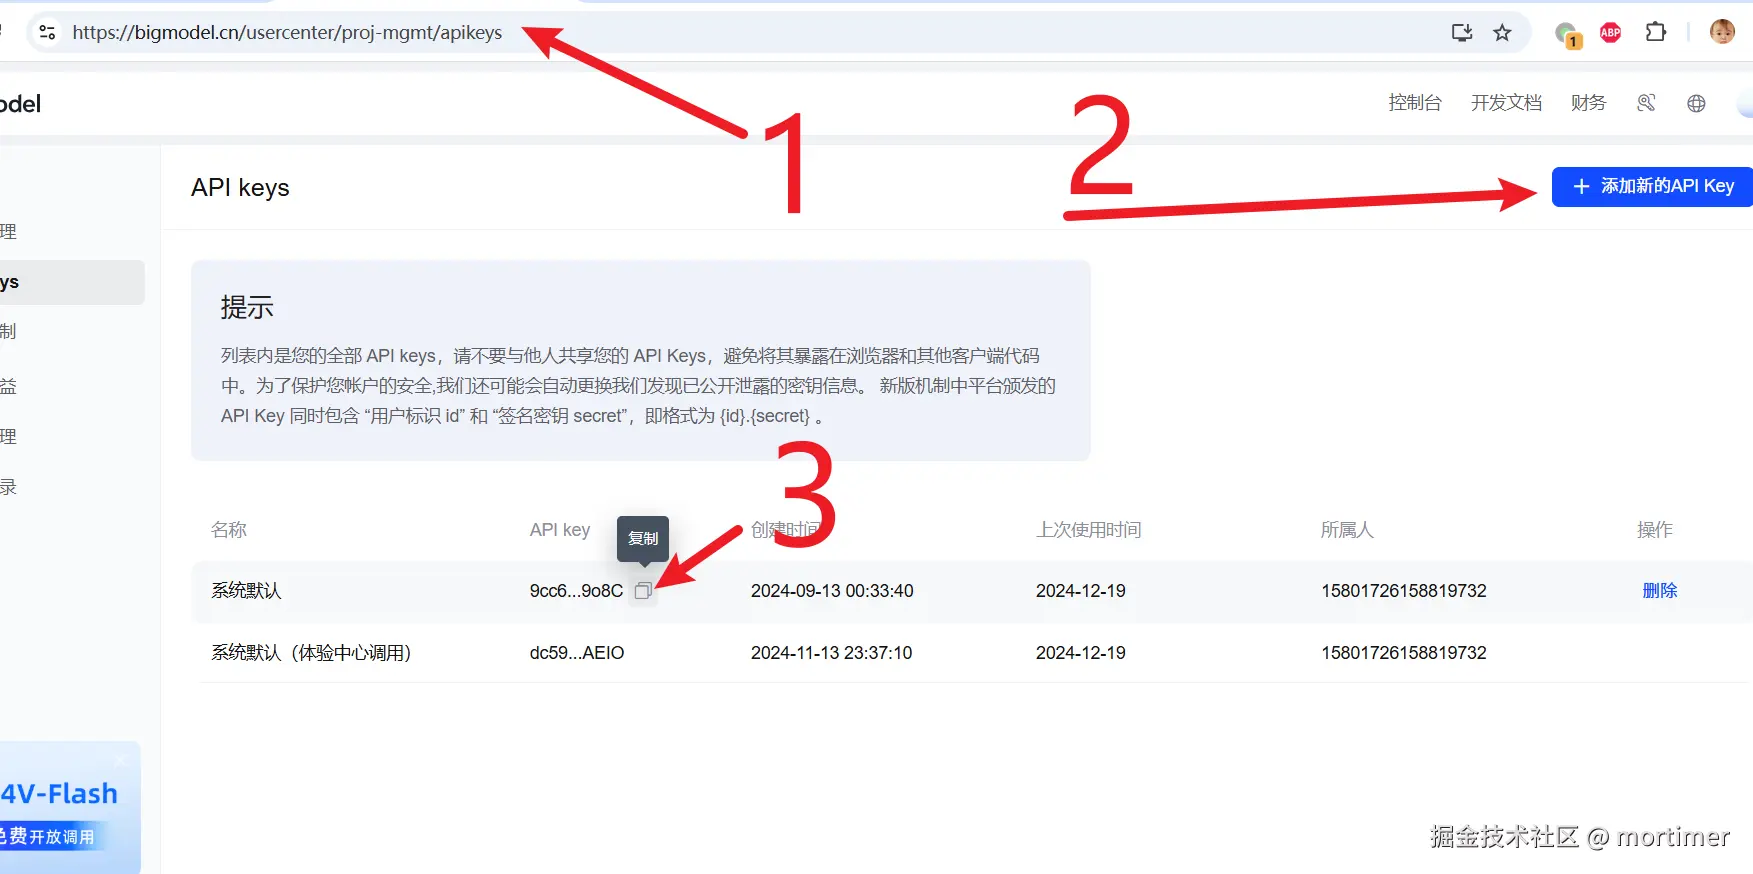 https://bigmodel.cn/usercenter/proj-mgmt/apikeys
1
ABP
odel
控制台
开发文档
财务
1
2
API keys
+ 添加新的API Key
理
ys
制
益
理
录
提示
列表内是您的全部 API keys，请不要与他人共享您的 API Keys，避免将其暴露在浏览器和其他客户端代码
中。为了保护您帐户的安全,我们还可能会自动更换我们发现已公开泄露的密钥信息。 新版机制中平台颁发的
API Key 同时包含 “用户标识 id” 和 “签名密钥 secret”，即格式为 {id}.{secret} 。
3
名称
API key
复制
创建时间
上次使用时间
所属人
操作
系统默认
9cc6...9o8C
2024-09-13 00:33:40
2024-12-19
15801726158819732
删除
系统默认（体验中心调用）
dc59...AEIO
2024-11-13 23:37:10
2024-12-19
15801726158819732
4V-Flash
免费开放调用
掘金技术社区 @ mortimer